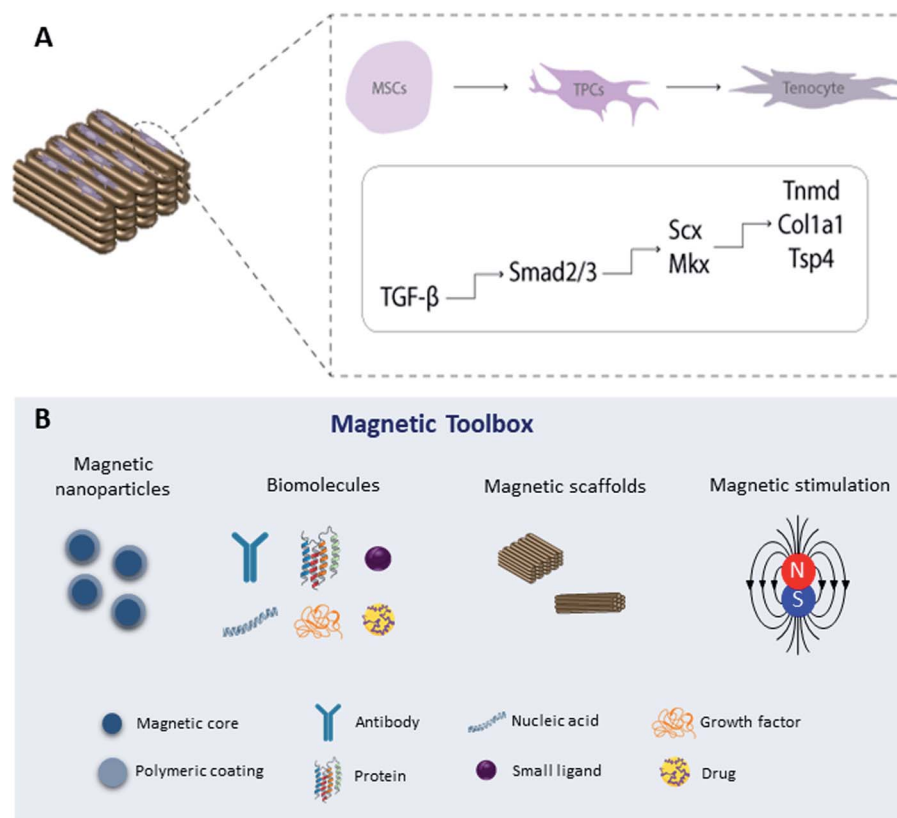 A
MSCs
TPCs
Tenocyte
TGF-β
Smad2/3
Scx
Mkx
Tnmd
Col1a1
Tsp4
B
Magnetic Toolbox
Magnetic
nanoparticles
Biomolecules
Magnetic scaffolds
Magnetic stimulation
N
S
Magnetic core
Antibody
Nucleic acid
Growth factor
Polymeric coating
Protein
Small ligand
Drug